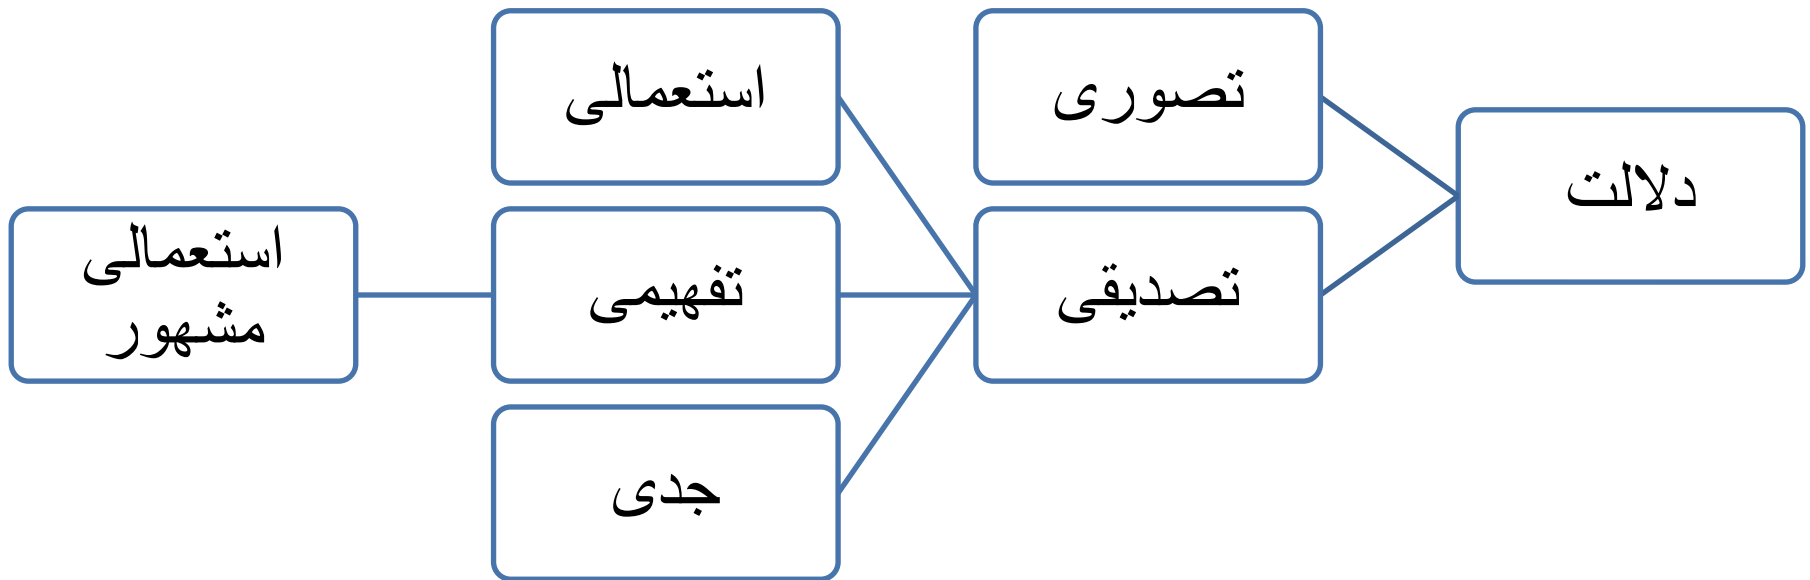 دلالت
تصوری
تصدیقی
استعمالی
تفهیمی
جدی
استعمالی
مشهور